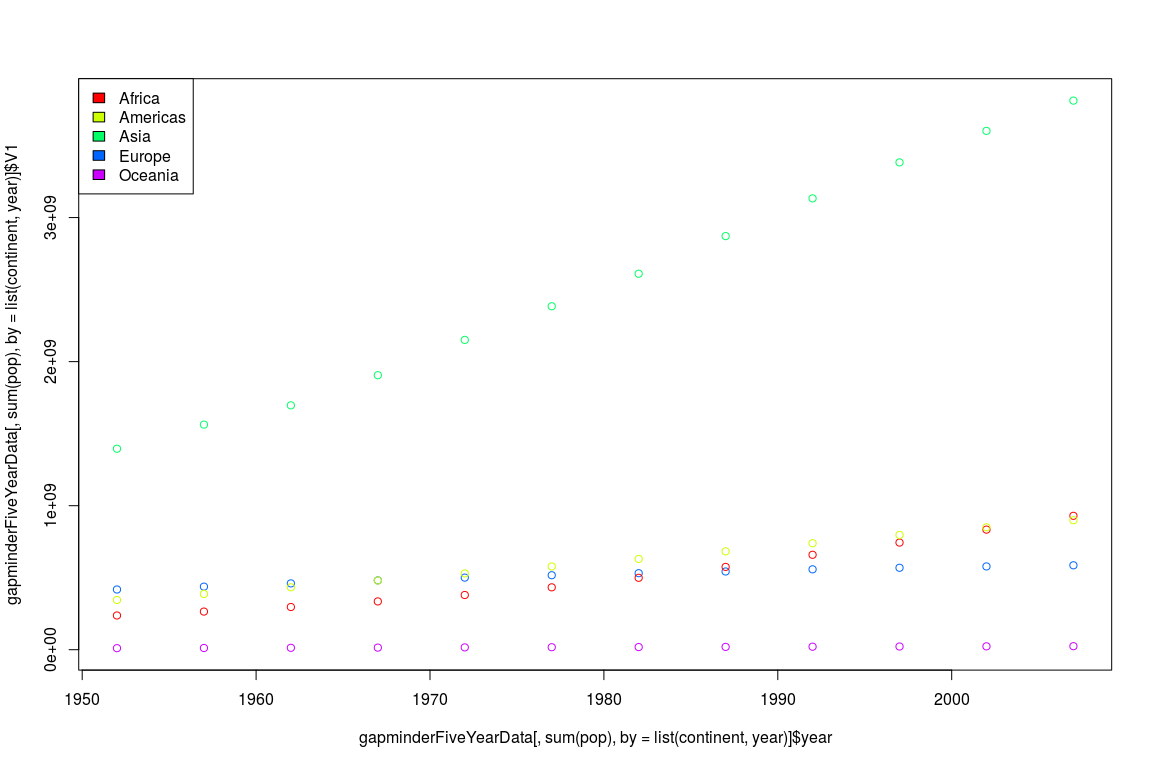 Africa
Americas
Asia
Europe
Oceania
gapminderFiveYearData[, sum(pop), by = list(continent, year)]$V1
3e+09
2e+09
1e+09
0e+00
1950 1960 1970 1980 1990 2000
gapminderFiveYearData[, sum(pop), by = list(continent, year)]$year